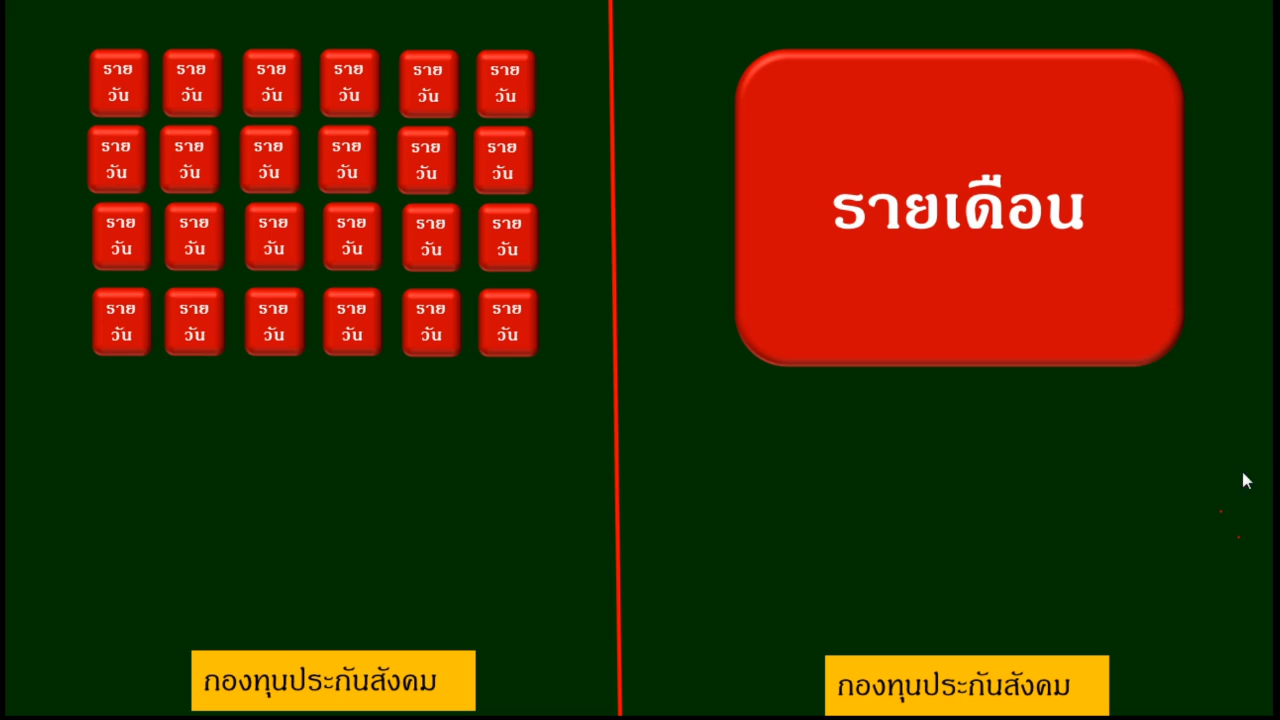 ราย ราย ราย ราย ราย ราย
วัน วัน วัน วัน วัน วัน
ราย ราย ราย ราย ราย ราย
วัน วัน วัน วัน วัน วัน
ราย ราย ราย ราย ราย ราย
วัน วัน วัน วัน วัน วัน
ราย ราย ราย ราย ราย ราย
วัน วัน วัน วัน วัน วัน
กองทุนประกันสังคม
รายเดือน
กองทุนประกันสังคม